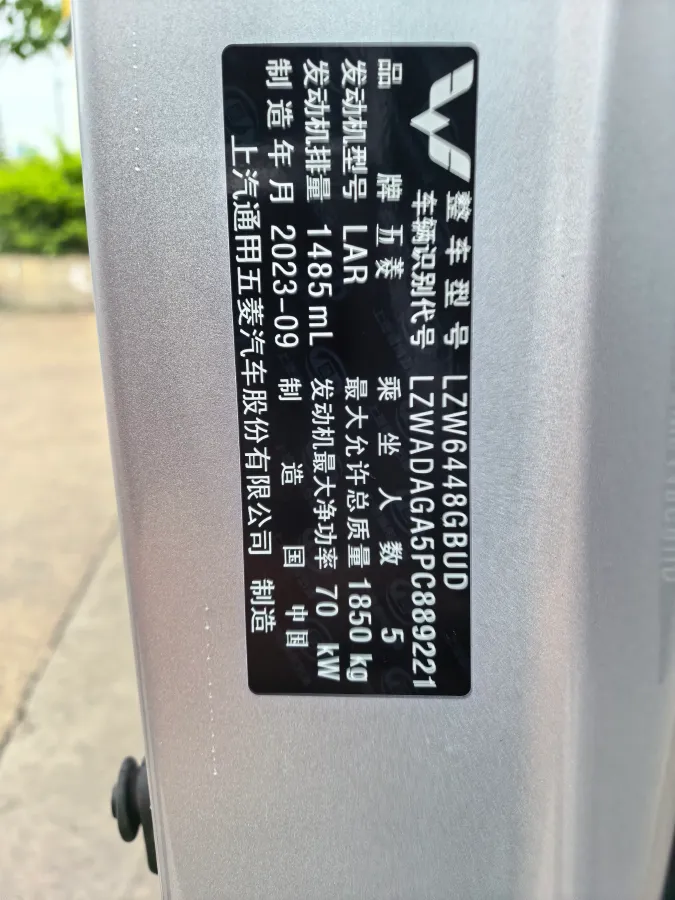 整车型号 LZW6448GBUD
车辆识别代号 LZWADAGA5PC889221
品牌 五菱 乘坐人数 5
发动机型号 LAR 最大允许总质量 1850 kg
发动机排量 1485 mL 发动机最大净功率 70 kW
制造年月 2023-09 制造国 中国
上汽通用五菱汽车股份有限公司 制造